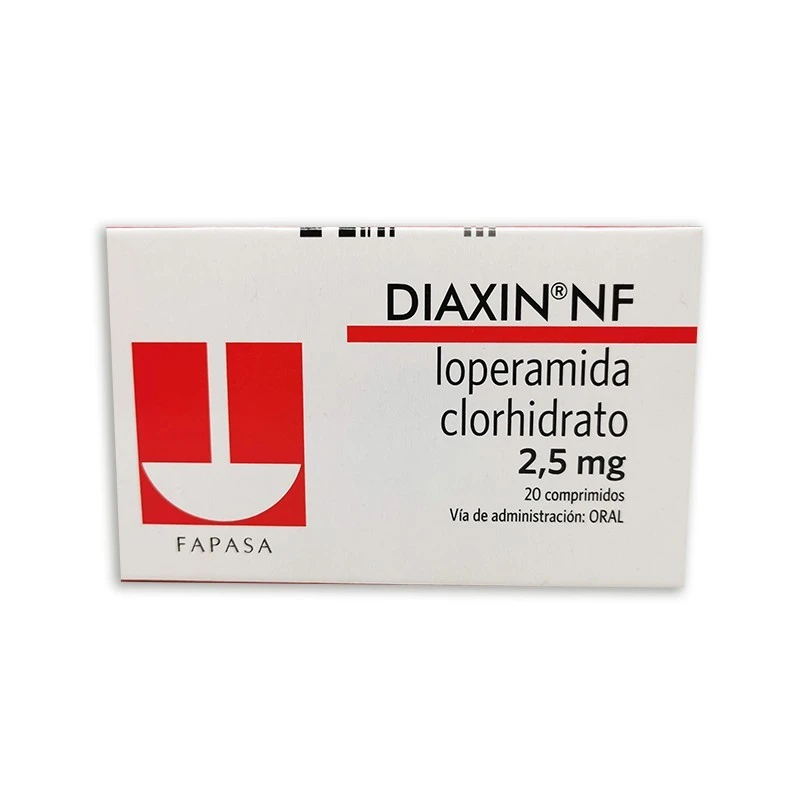 DIAXIN® NF
loperamida
clorhidrato
2,5 mg
20 comprimidos
Vía de administración: ORAL
FAPASA